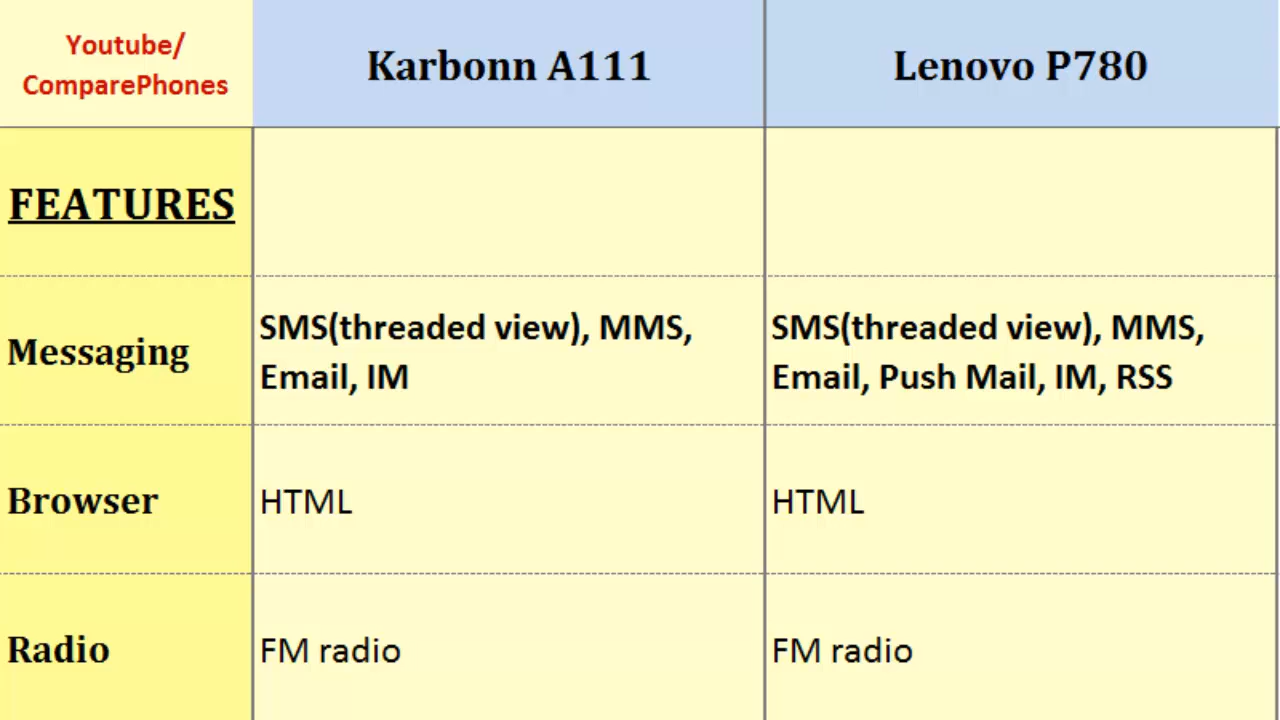 Youtube/
ComparePhones
Karbonn A111
Lenovo P780
FEATURES
Messaging
SMS(threaded view), MMS,
Email, IM
SMS(threaded view), MMS,
Email, Push Mail, IM, RSS
Browser
HTML
HTML
Radio
FM radio
FM radio